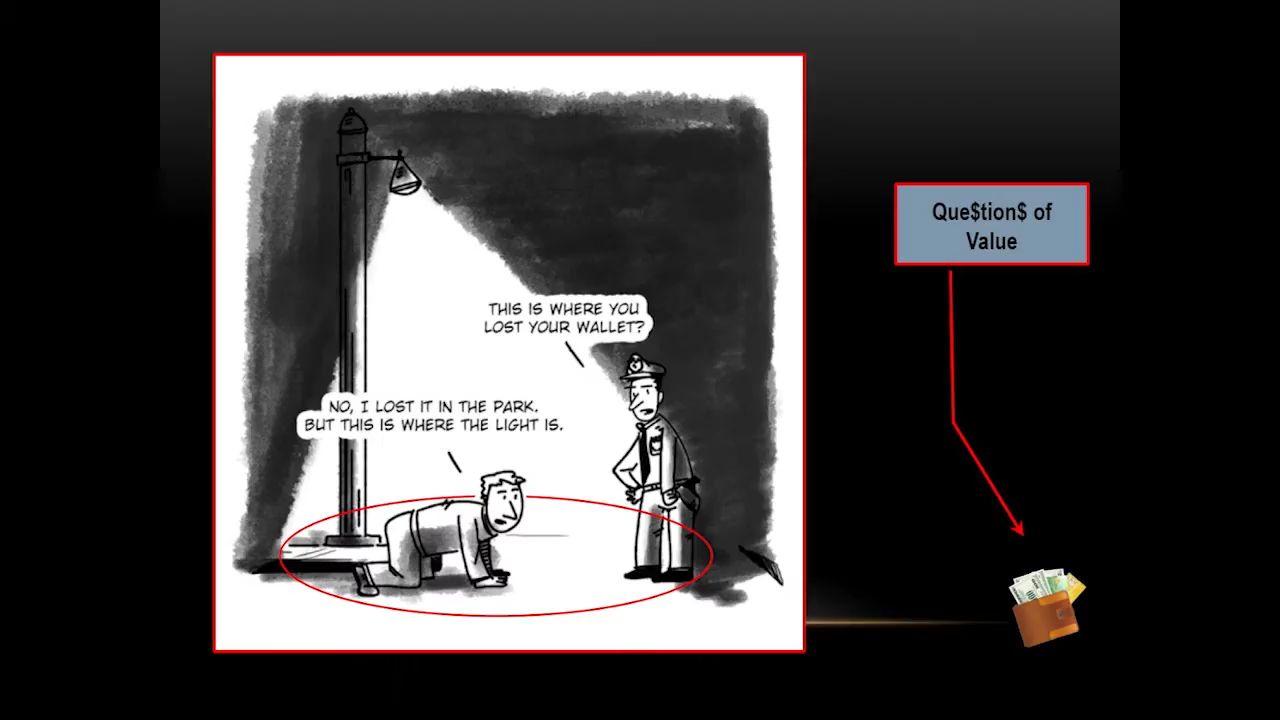 THIS IS WHERE YOU
LOST YOUR WALLET?
NO, I LOST IT IN THE PARK.
BUT THIS IS WHERE THE LIGHT IS.
Que$tion$ of
Value